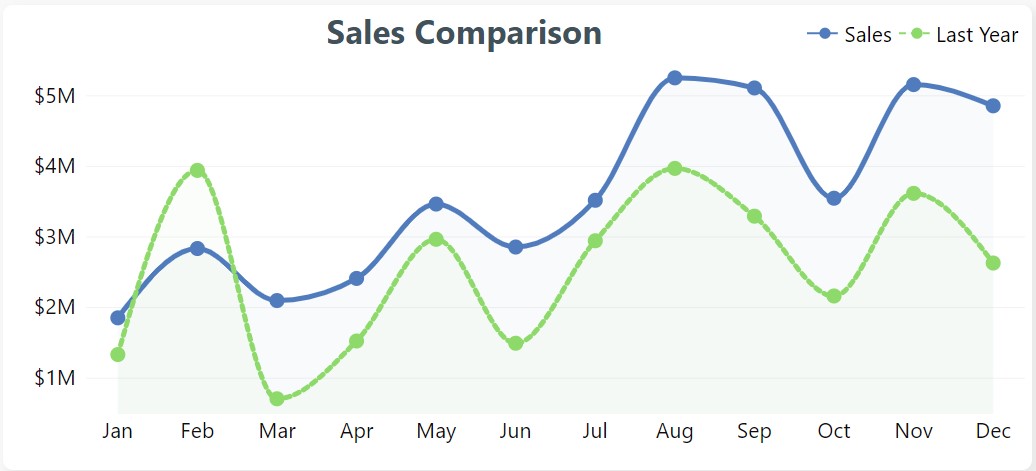 Sales Comparison
Sales Last Year
$5M
$4M
$3M
$2M
$1M
Jan Feb Mar Apr May Jun Jul Aug Sep Oct Nov Dec